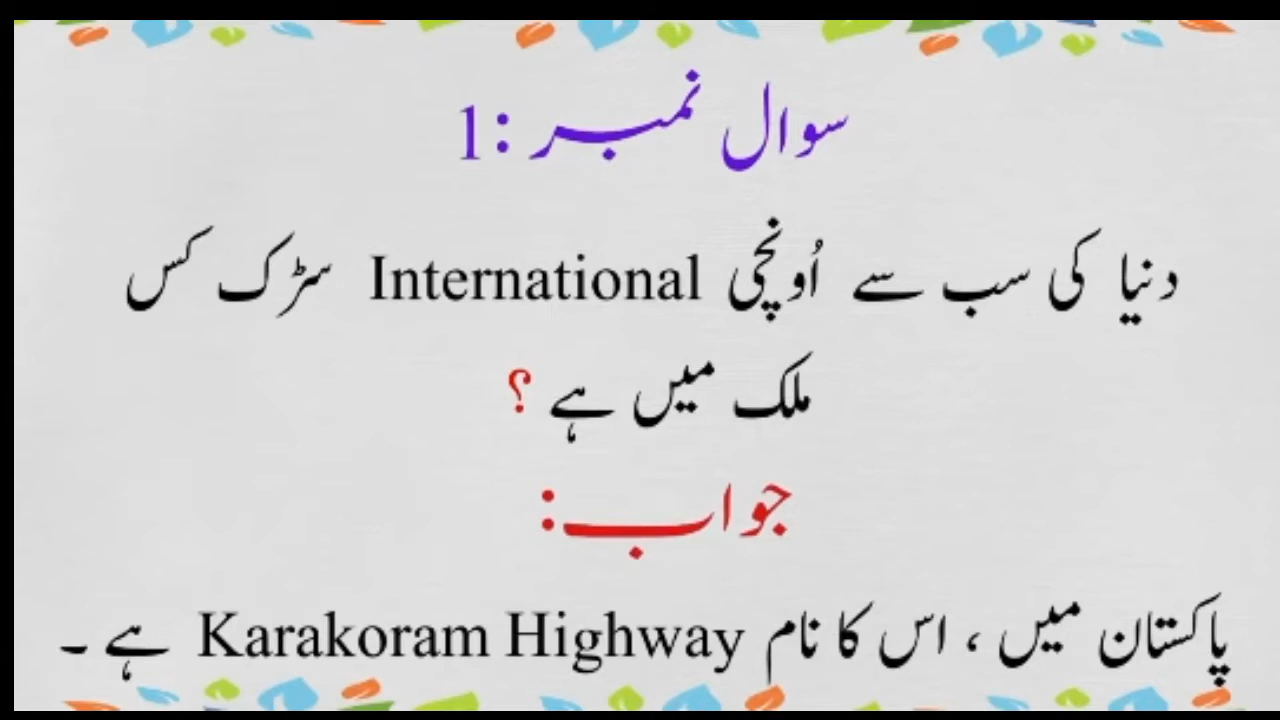 سوال نمبر :1
دنیا کی سب سے اُونچی International سڑک کس
ملک میں ہے ؟
جواب:
پاکستان میں ، اس کا نام Karakoram Highway ہے ۔